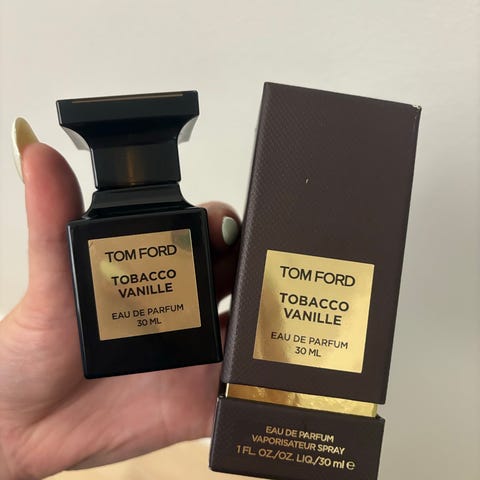 TOM FORD
TOBACCO
VANILLE
EAU DE PARFUM
30 ML
TOM FORD
TOBACCO
VANILLE
EAU DE PARFUM
30 ML
EAU DE PARFUM
VAPORISATEUR SPRAY
1 FL. OZ./OZ. LIQ./30 ml e